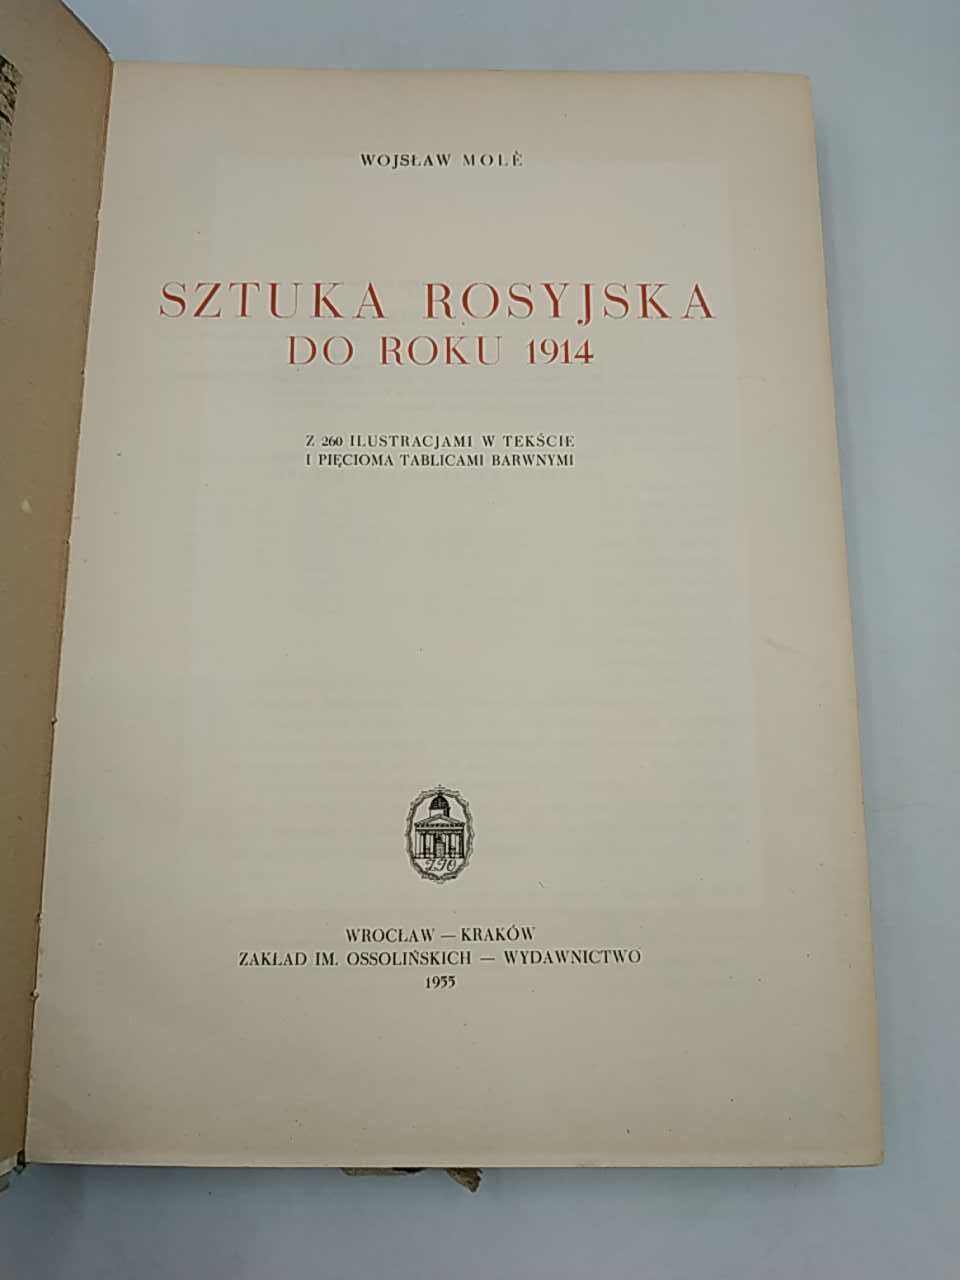 WOJSŁAW MOLÈ
SZTUKA ROSYJSKA
DO ROKU 1914
Z 260 ILUSTRACJAMI W TEKŚCIE
I PIĘCIOMA TABLICAMI BARWNYMI
ZIO
WROCŁAW — KRAKÓW
ZAKŁAD IM. OSSOLIŃSKICH — WYDAWNICTWO
1955